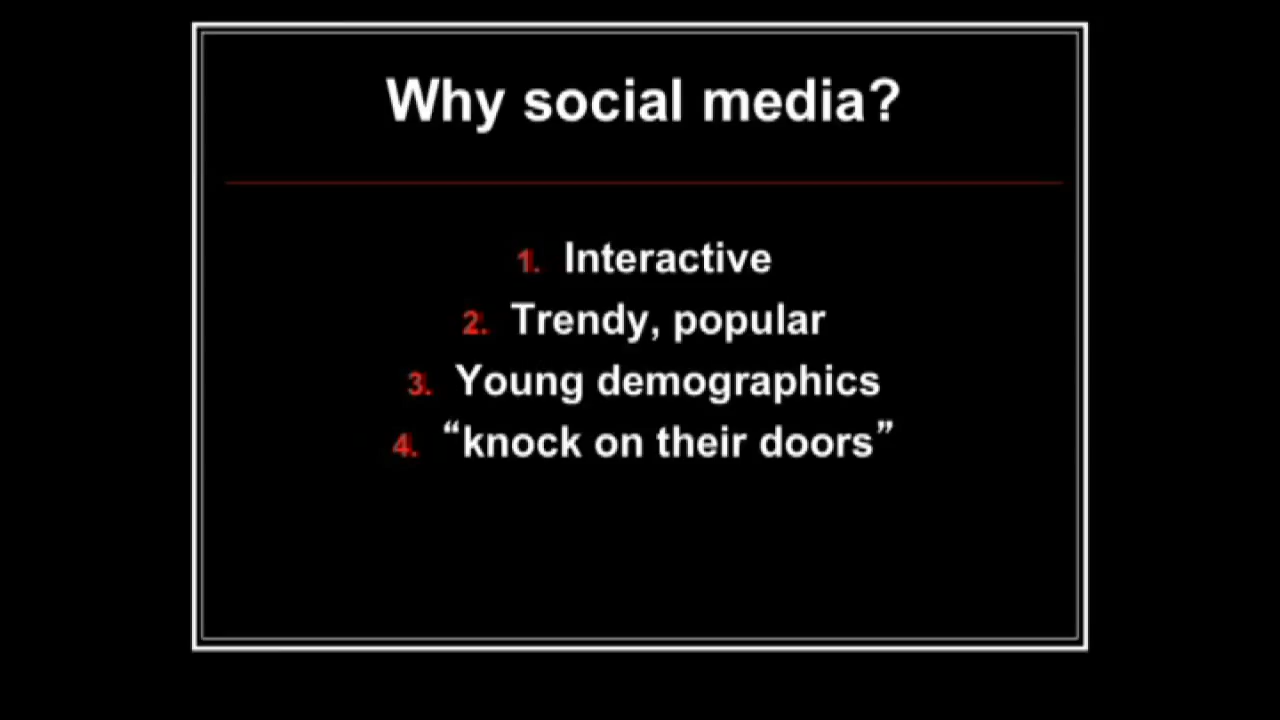 Why social media?
1. Interactive
2. Trendy, popular
3. Young demographics
4. “knock on their doors”